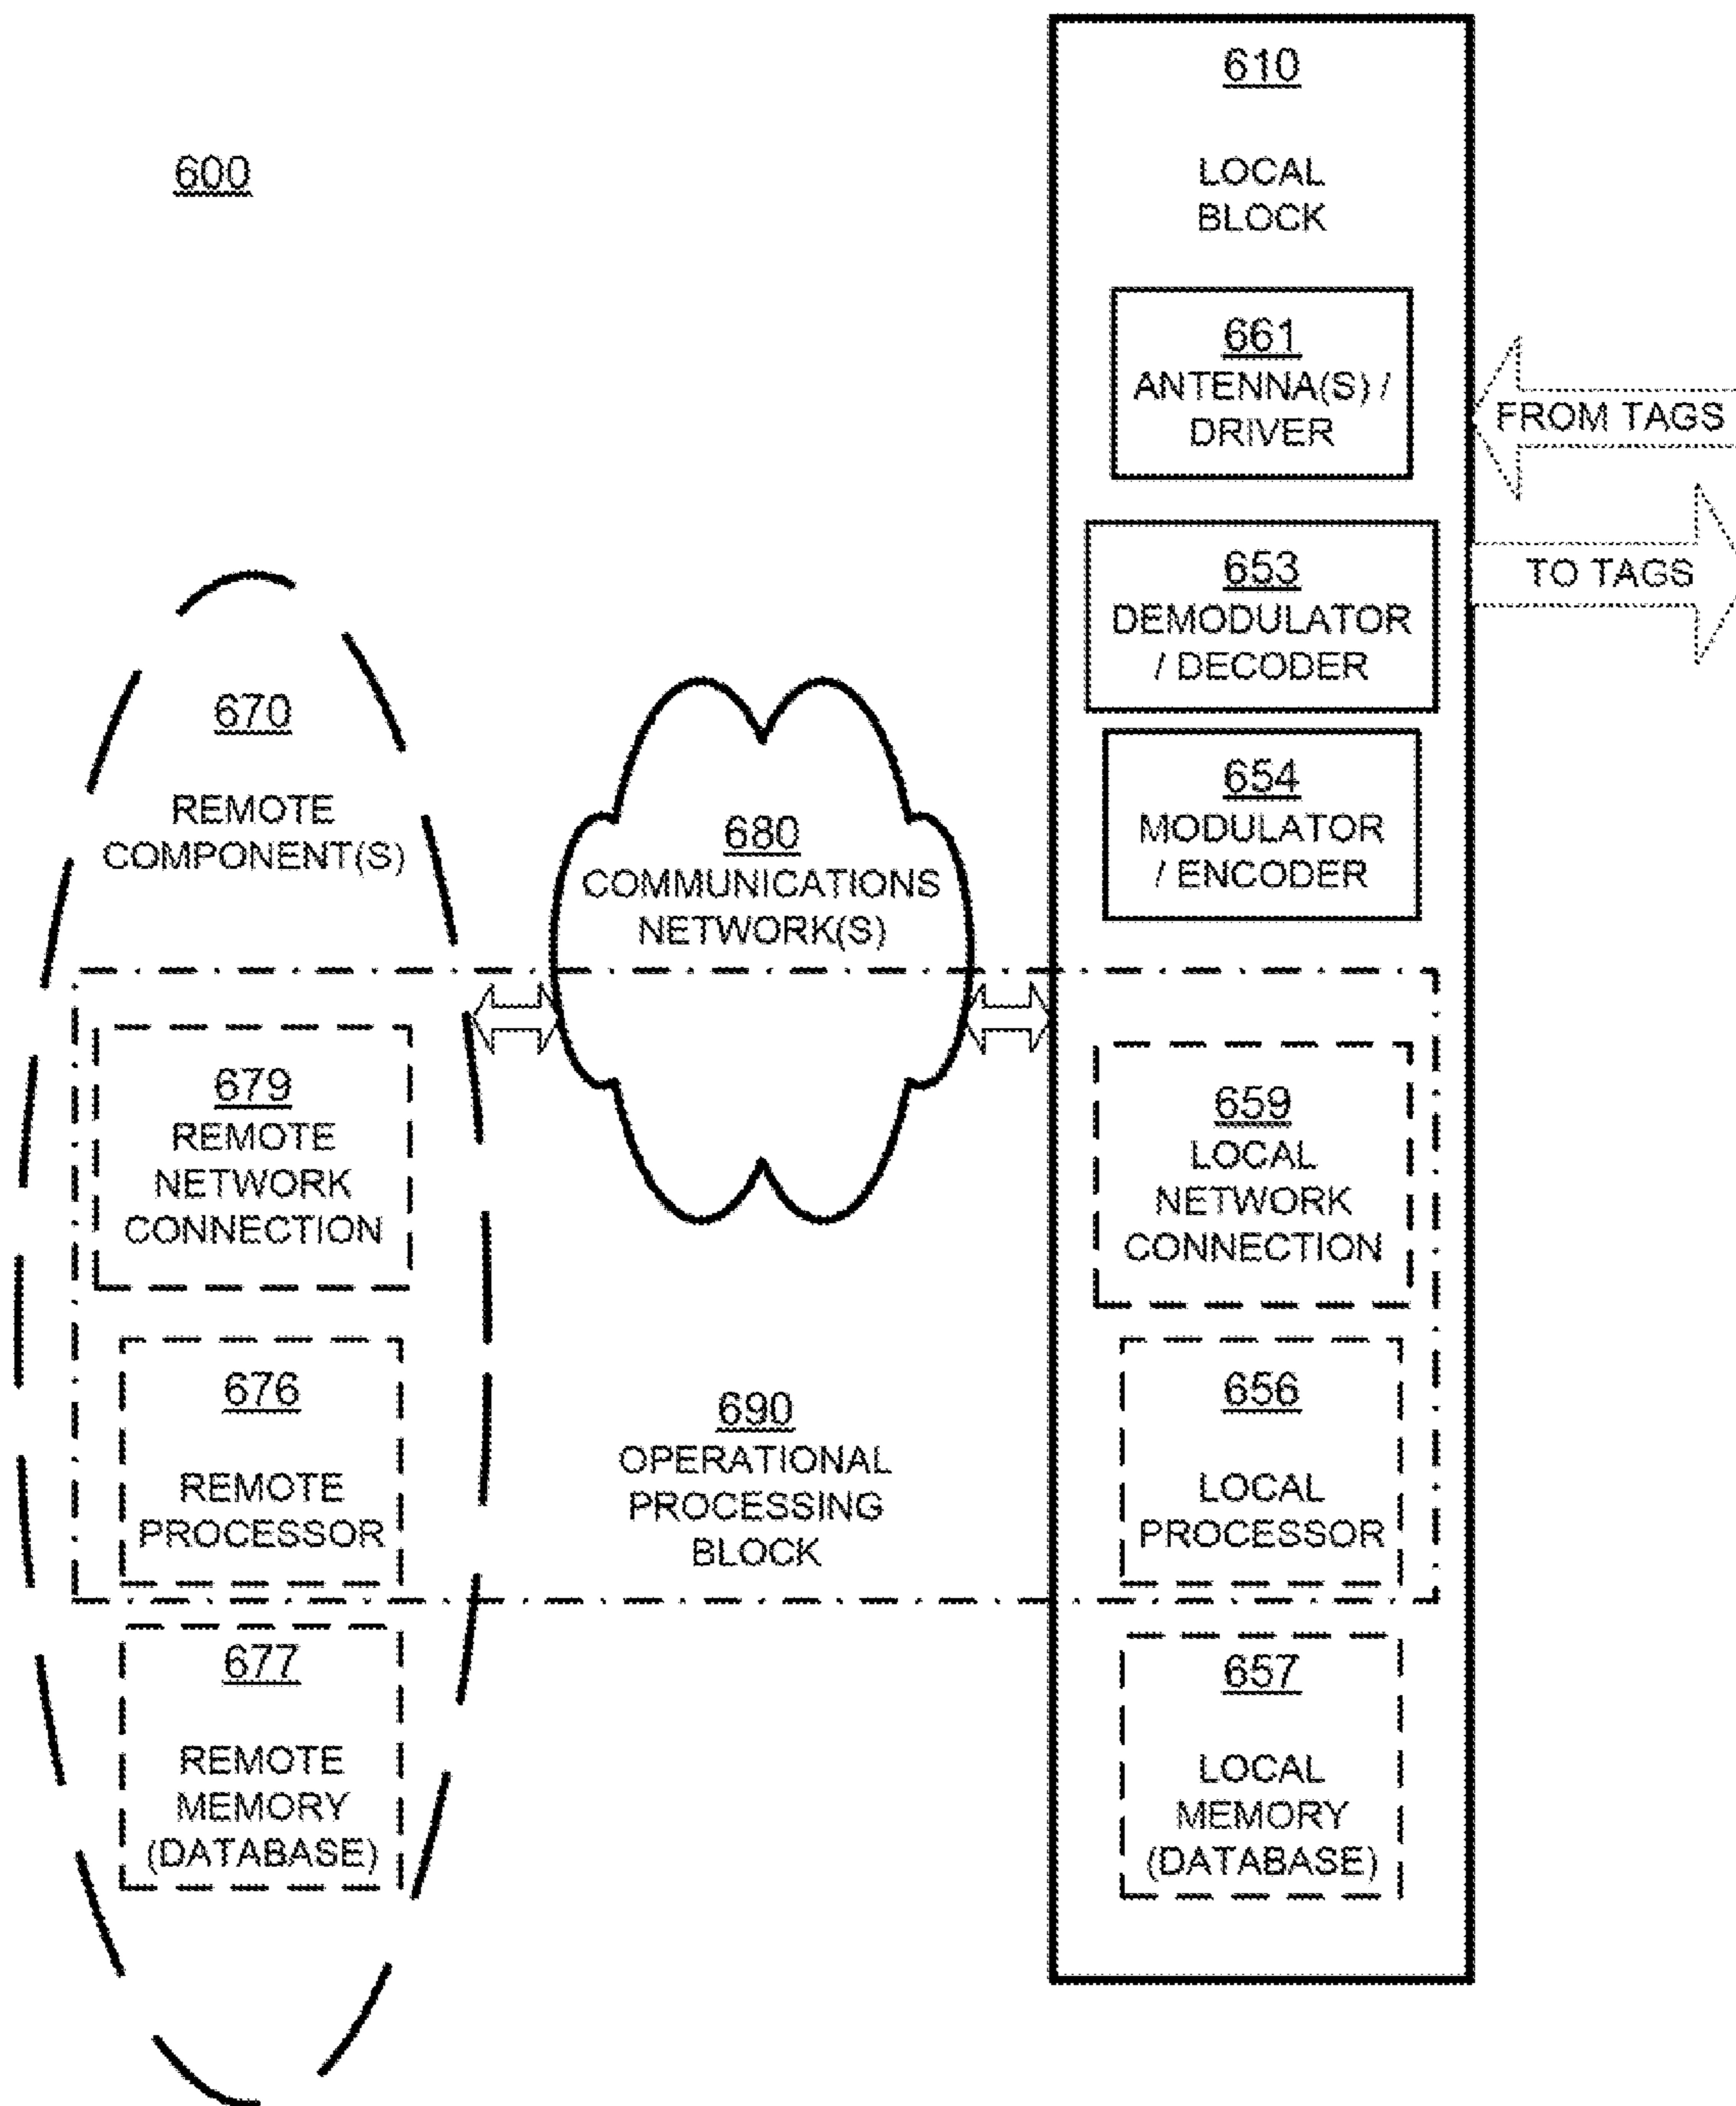 600
610
LOCAL
BLOCK
661
ANTENNA(S) /
DRIVER
FROM TAGS
653
DEMODULATOR
/ DECODER
TO TAGS
654
MODULATOR
/ ENCODER
670
REMOTE
COMPONENT(S)
680
COMMUNICATIONS
NETWORK(S)
679
REMOTE
NETWORK
CONNECTION
659
LOCAL
NETWORK
CONNECTION
676
REMOTE
PROCESSOR
690
OPERATIONAL
PROCESSING
BLOCK
656
LOCAL
PROCESSOR
677
REMOTE
MEMORY
(DATABASE)
657
LOCAL
MEMORY
(DATABASE)